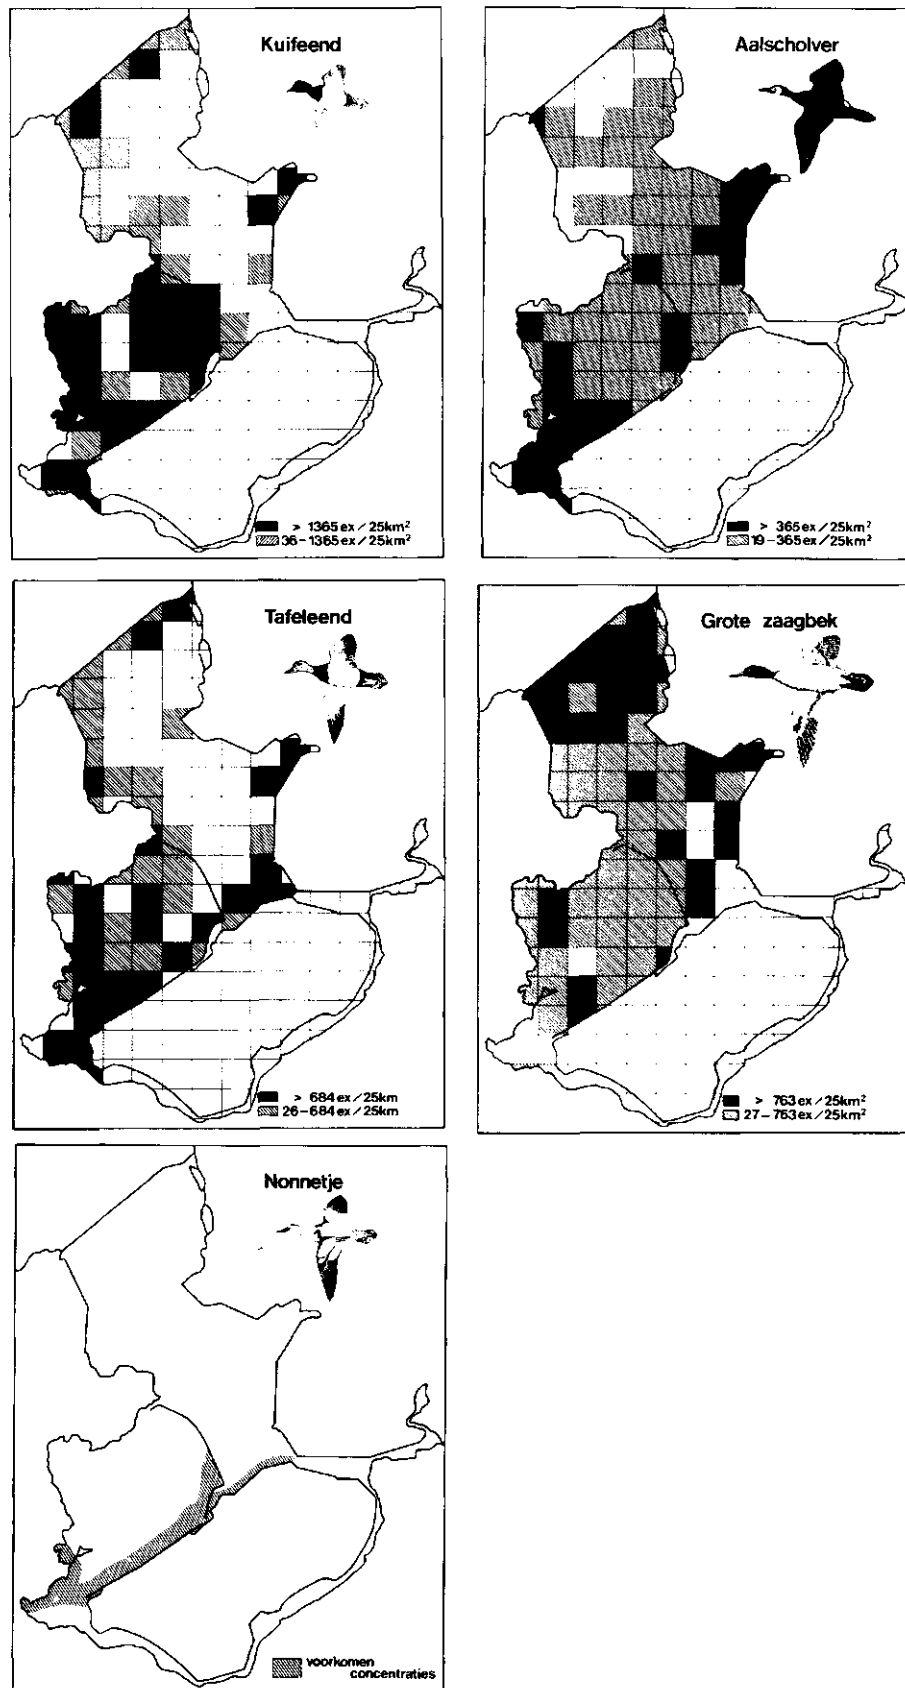 Kuifeend
> 1365 ex / 25km²
36-1365 ex / 25km²
Aalscholver
> 365 ex / 25km²
19-365 ex / 25km²
Tafeleend
> 684 ex / 25km
26-684 ex / 25km
Grote zaagbek
> 763 ex / 25km²
27-763 ex / 25km²
Nonnetje
voorkomen
concentraties